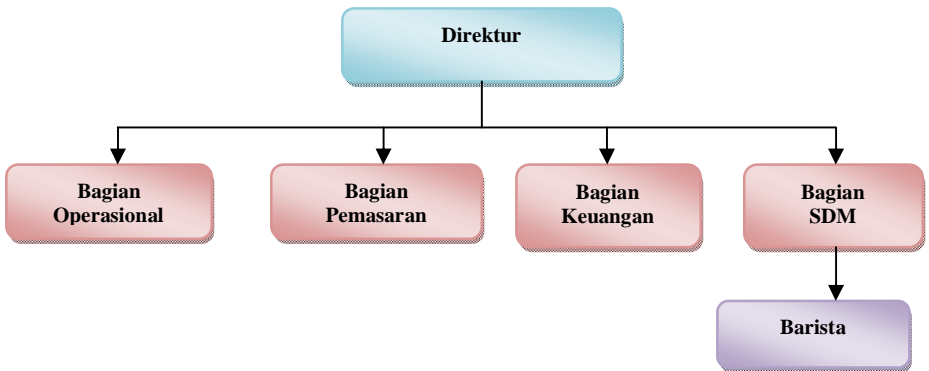 Direktur
Bagian
Operasional
Bagian
Pemasaran
Bagian
Keuangan
Bagian
SDM
Barista